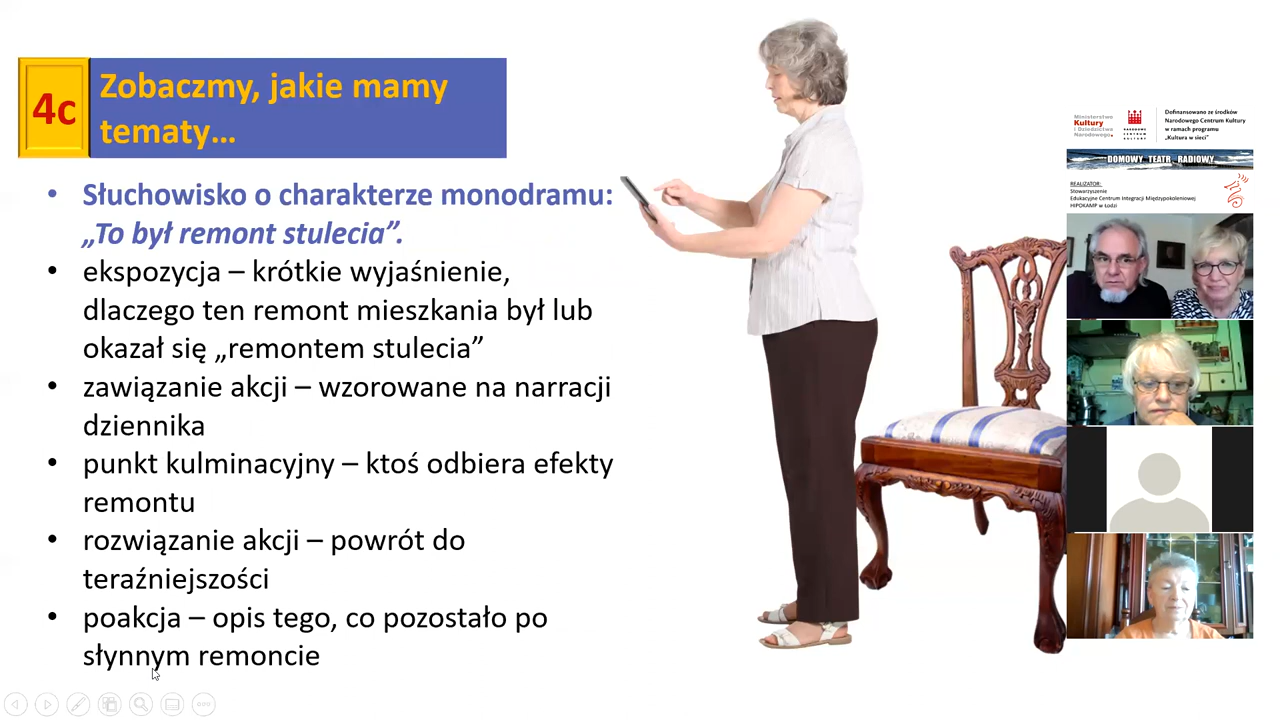 4c
Zobaczmy, jakie mamy
tematy...
• Słuchowisko o charakterze monodramu:
„To był remont stulecia”.
• ekspozycja – krótkie wyjaśnienie,
dlaczego ten remont mieszkania był lub
okazał się „remontem stulecia”
• zawiązanie akcji – wzorowane na narracji
dziennika
• punkt kulminacyjny – ktoś odbiera efekty
remontu
• rozwiązanie akcji – powrót do
teraźniejszości
• poakcja – opis tego, co pozostało po
słynnym remoncie
Ministerstwo
Kultury
i Dziedzictwa
Narodowego.
NARODOWE
CENTRUM
KULTURY
Dofinansowano ze środków
Narodowego Centrum Kultury
w ramach programu
„Kultura w sieci”
DOMOWY TEATR RADIOWY
REALIZATOR:
Stowarzyszenie
Edukacyjne Centrum Integracji Międzypokoleniowej
HIPOKAMP w Łodzi